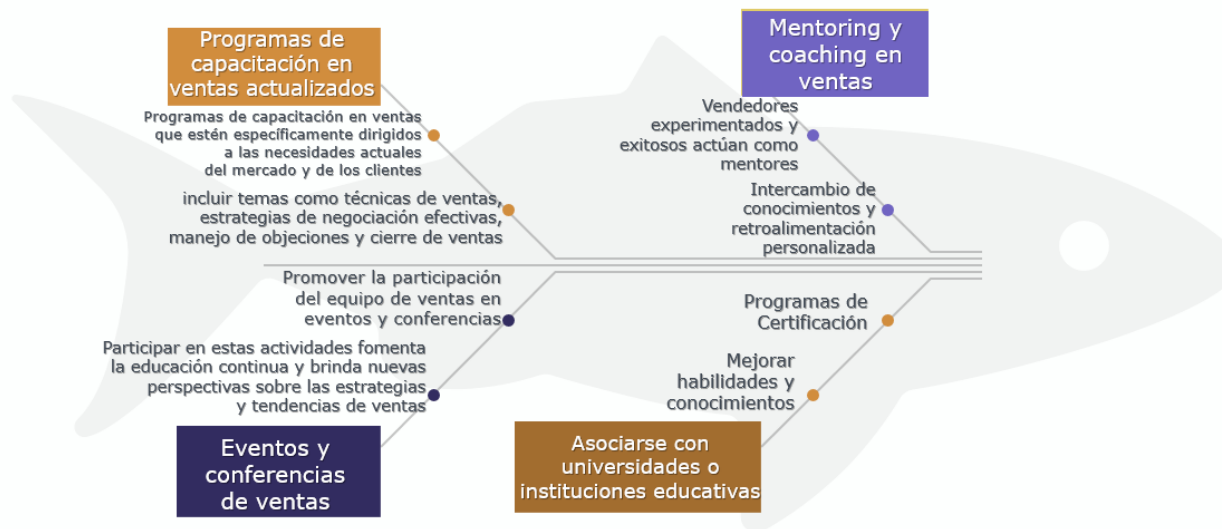 Programas de
capacitación en
ventas actualizados
Programas de capacitación en ventas
que estén específicamente dirigidos
a las necesidades actuales
del mercado y de los clientes
incluir temas como técnicas de ventas,
estrategias de negociación efectivas,
manejo de objeciones y cierre de ventas
Mentoring y
coaching en
ventas
Vendedores
experimentados y
exitosos actúan como
mentores
Intercambio de
conocimientos y
retroalimentación
personalizada
Promover la participación
del equipo de ventas en
eventos y conferencias
Participar en estas actividades fomenta
la educación continua y brinda nuevas
perspectivas sobre las estrategias
y tendencias de ventas
Eventos y
conferencias
de ventas
Programas de
Certificación
Mejorar
habilidades y
conocimientos
Asociarse con
universidades o
instituciones educativas